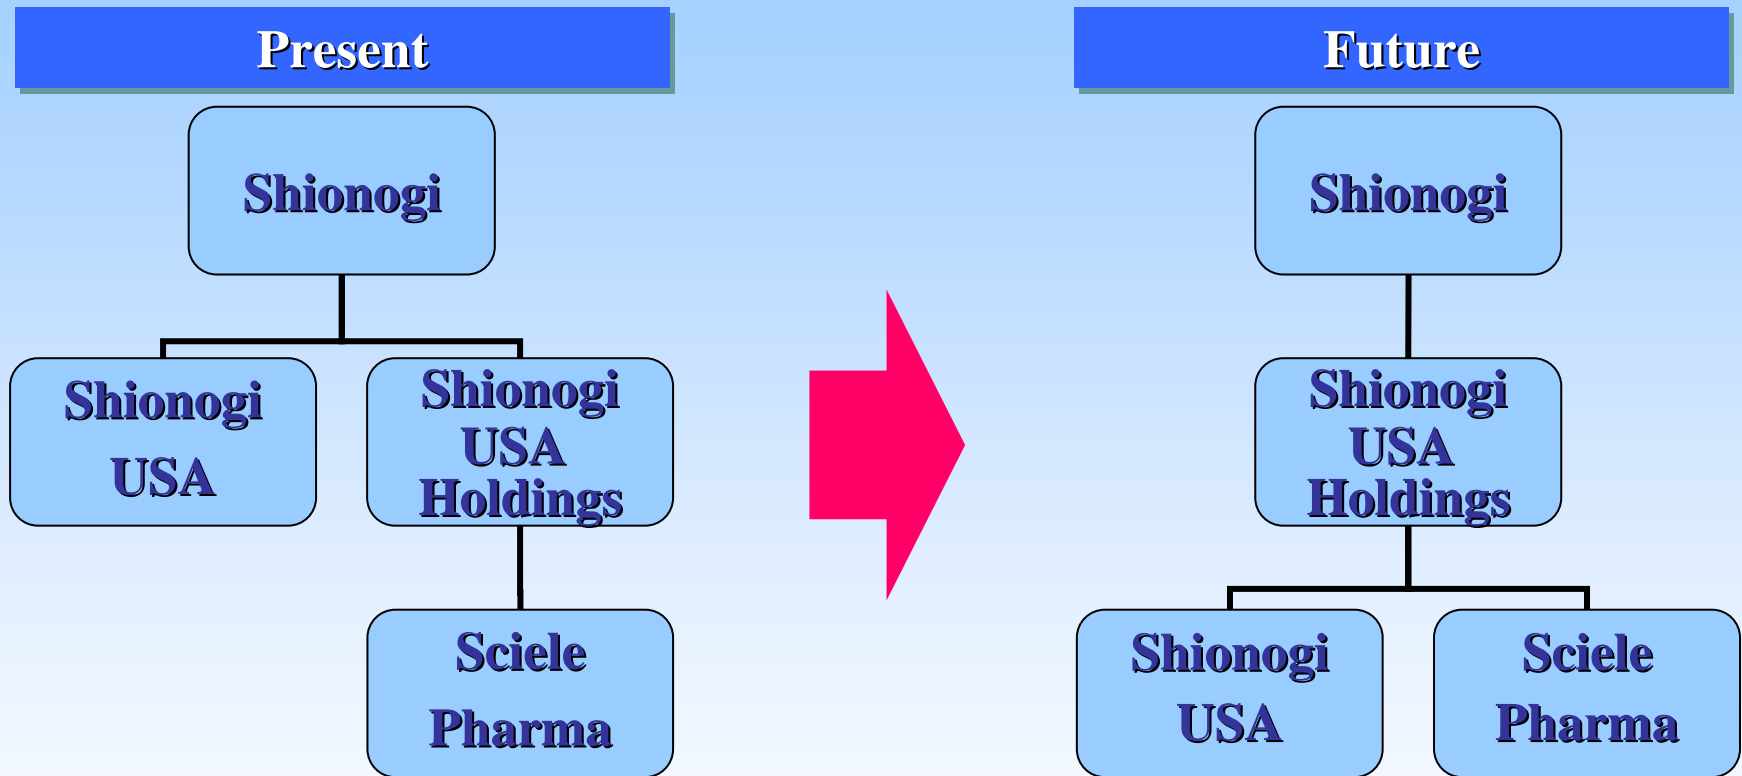 Present
Shionogi
Shionogi
USA
Shionogi
USA
Holdings
Sciele
Pharma
Future
Shionogi
Shionogi
USA
Holdings
Shionogi
USA
Sciele
Pharma